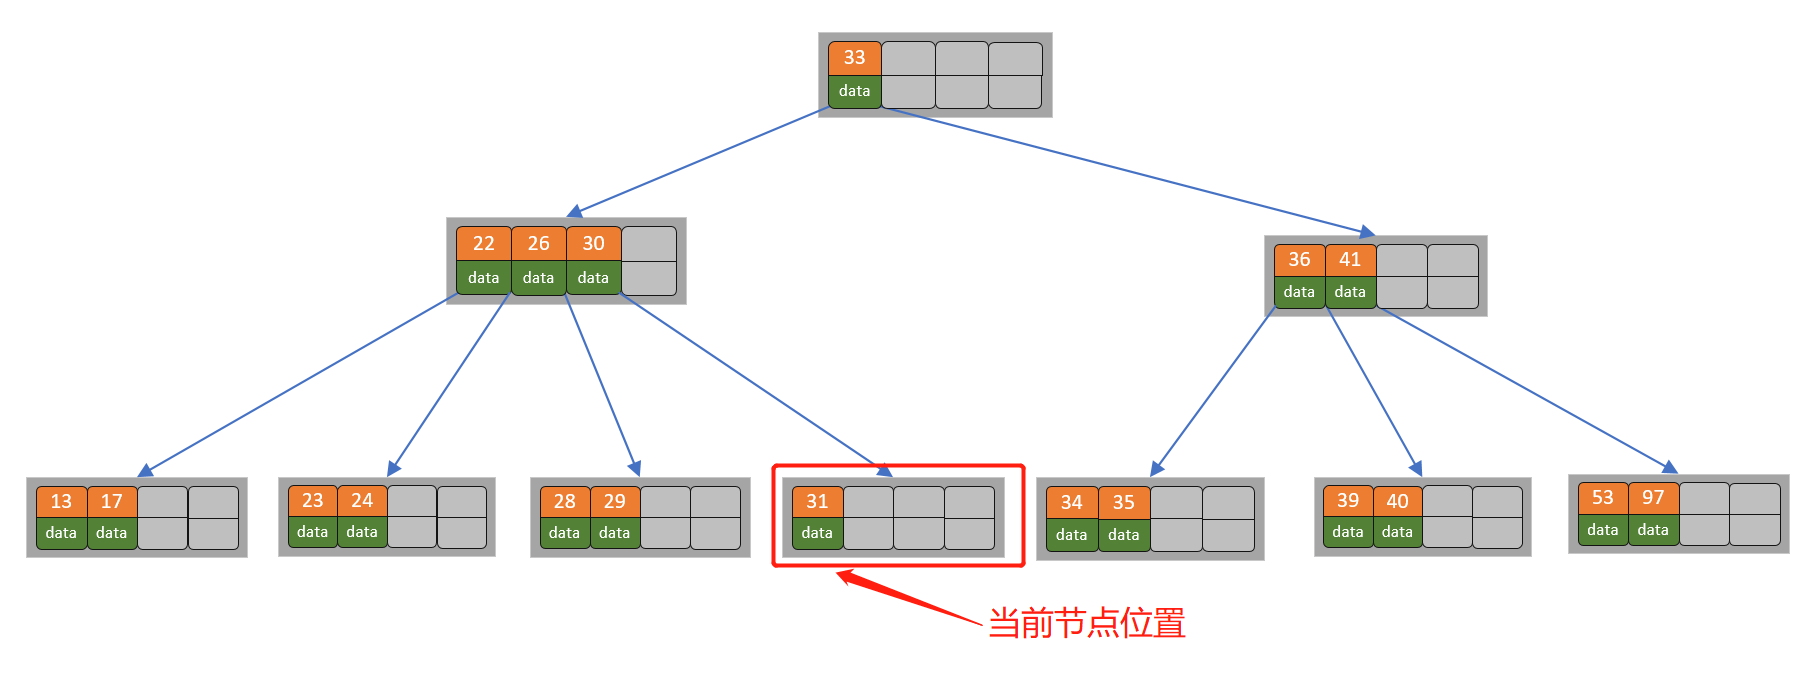 33
data
22 26 30
data data data
36 41
data data
13 17
data data
23 24
data data
28 29
data data
31
data
34 35
data data
39 40
data data
53 97
data data
当前节点位置